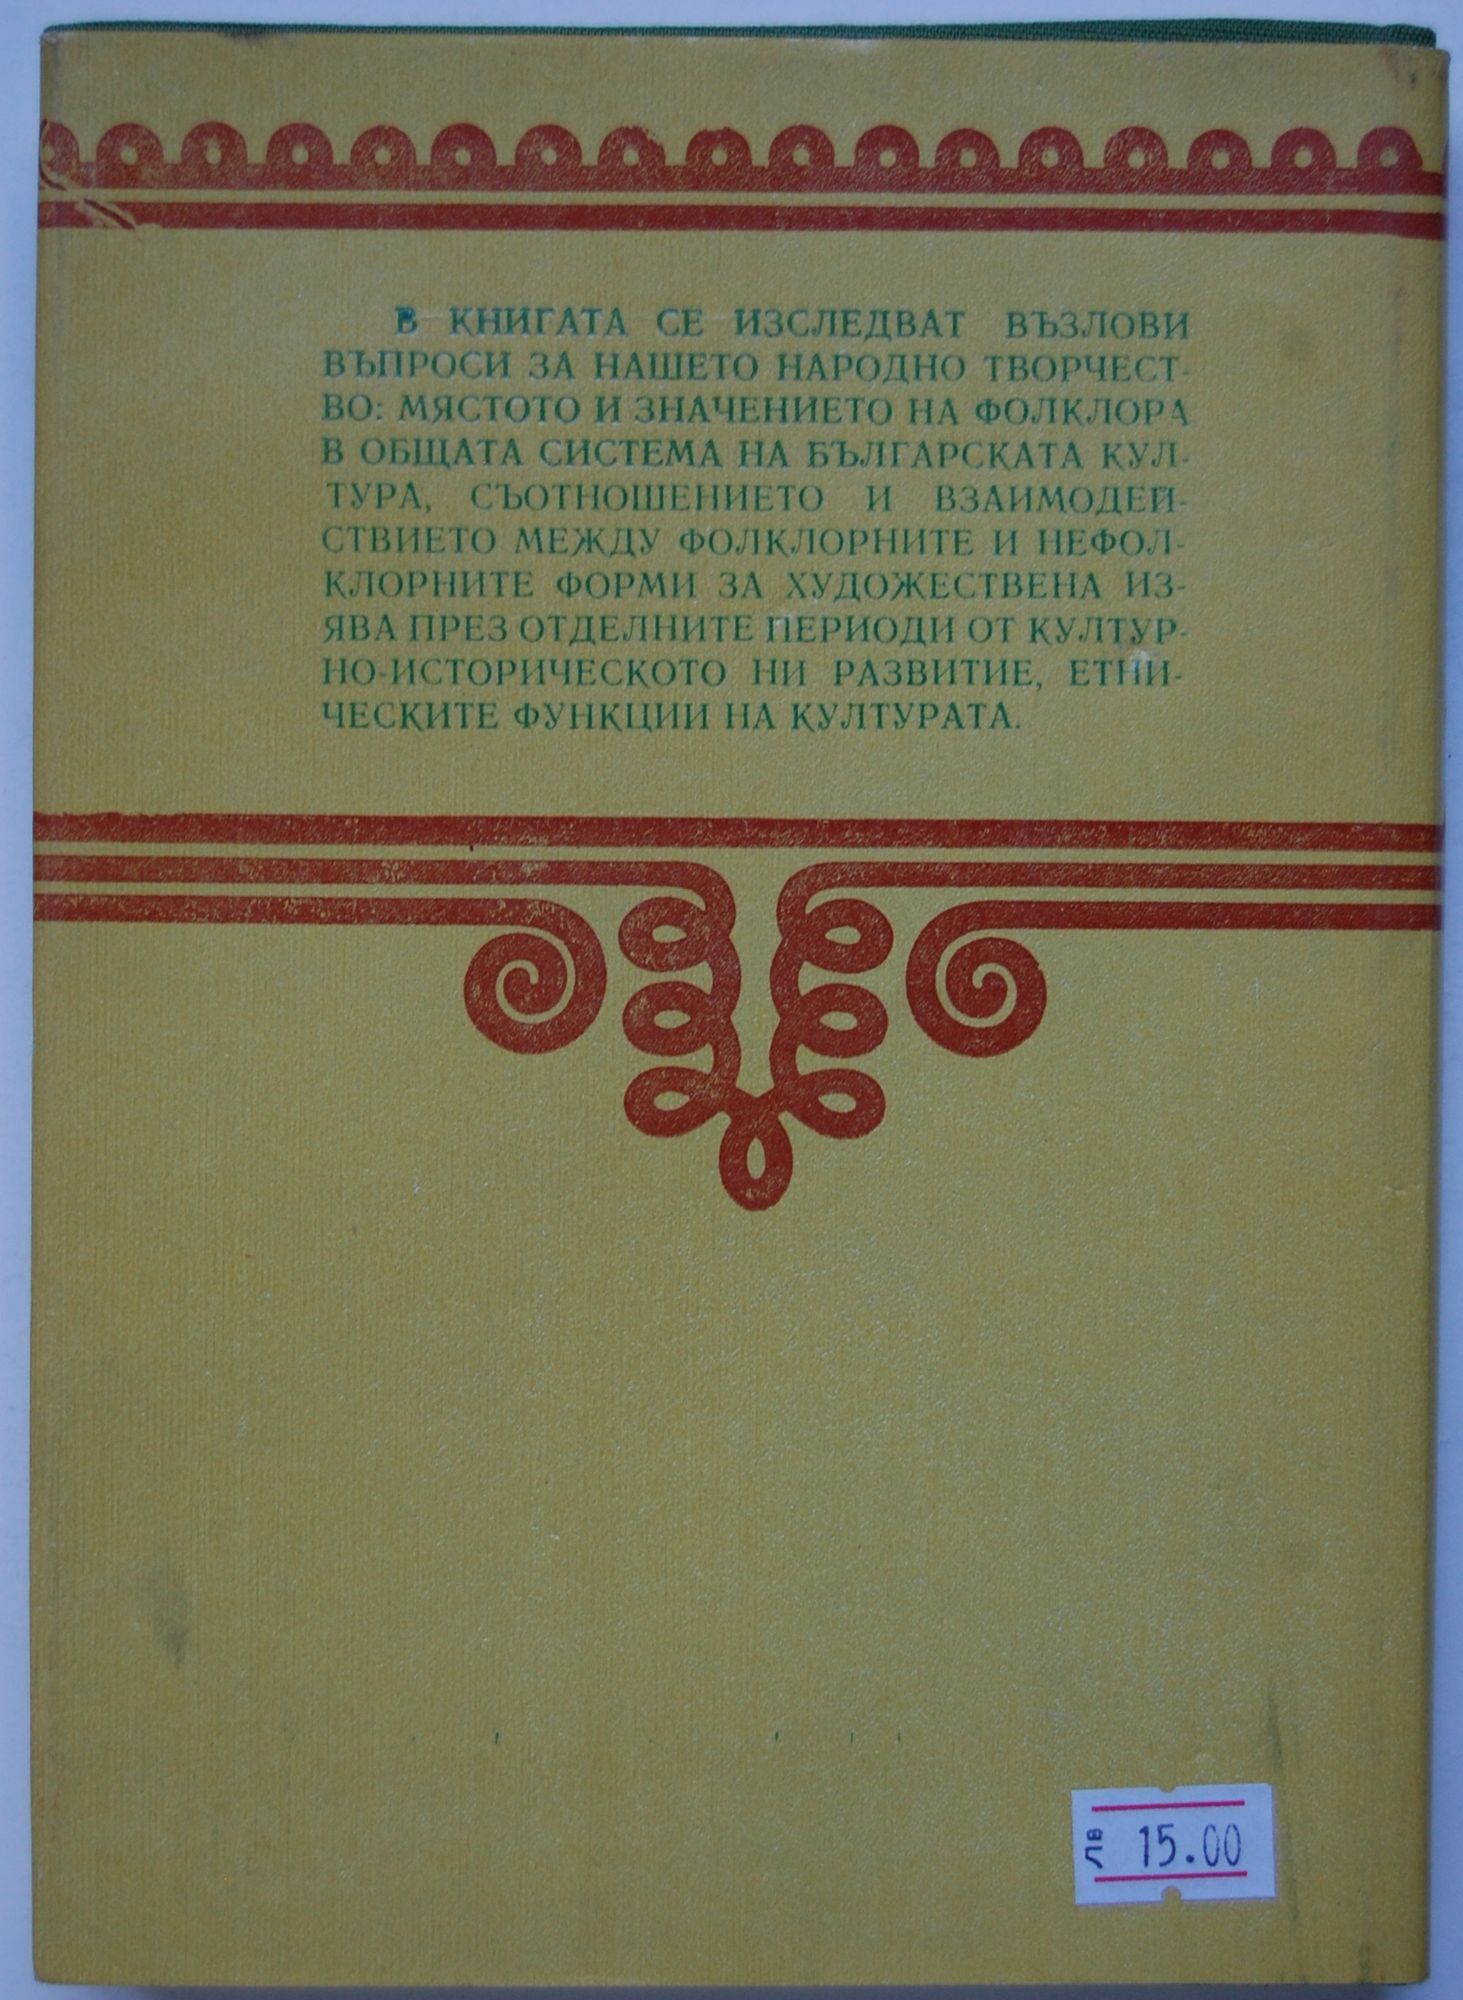 В КНИГАТА СЕ ИЗСЛЕДВАТ ВЪЗЛОВИ
ВЪПРОСИ ЗА НАШЕТО НАРОДНО ТВОРЧЕСТ-
ВО: МЯСТОТО И ЗНАЧЕНИЕТО НА ФОЛКЛОРА
В ОБЩАТА СИСТЕМА НА БЪЛГАРСКАТА КУЛ-
ТУРА, СЪОТНОШЕНИЕТО И ВЗАИМОДЕЙ-
СТВИЕТО МЕЖДУ ФОЛКЛОРНИТЕ И НЕФОЛ-
КЛОРНИТЕ ФОРМИ ЗА ХУДОЖЕСТВЕНА ИЗ-
ЯВА ПРЕЗ ОТДЕЛНИТЕ ПЕРИОДИ ОТ КУЛТУР-
НО-ИСТОРИЧЕСКОТО НИ РАЗВИТИЕ, ЕТНИ-
ЧЕСКИТЕ ФУНКЦИИ НА КУЛТУРАТА.
ЛВ 15.00